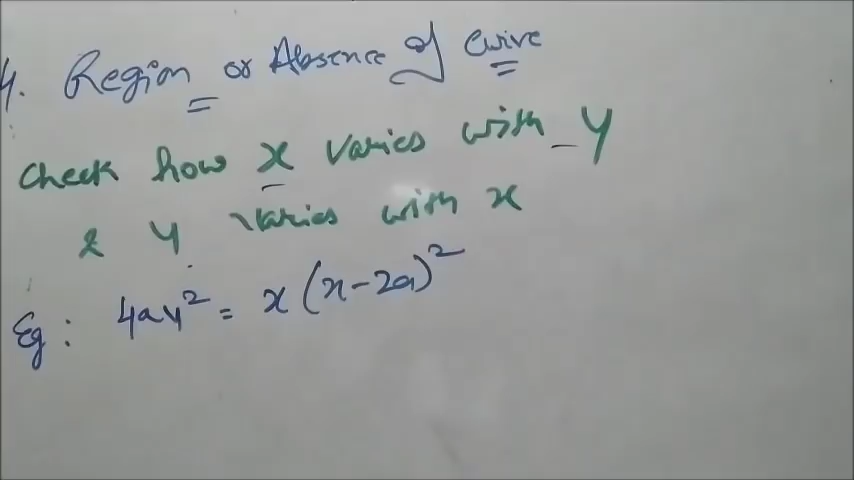 4. Region or Absence of Curve
Check how x varies with y
& y varies with x
Eg: 4ay² = x(x-2a)²